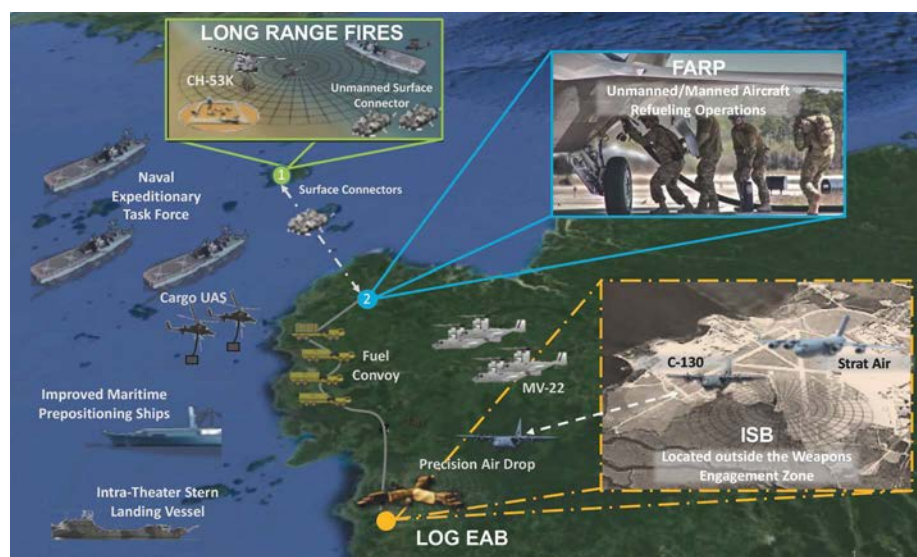 LONG RANGE FIRES
CH-53K
Unmanned Surface
Connector
FARP
Unmanned/Manned Aircraft
Refueling Operations
1
Naval
Expeditionary
Task Force
Surface Connectors
2
Cargo UAS
Fuel
Convoy
MV-22
C-130
Strat Air
ISB
Located outside the Weapons
Engagement Zone
Improved Maritime
Prepositioning Ships
Precision Air Drop
Intra-Theater Stern
Landing Vessel
LOG EAB